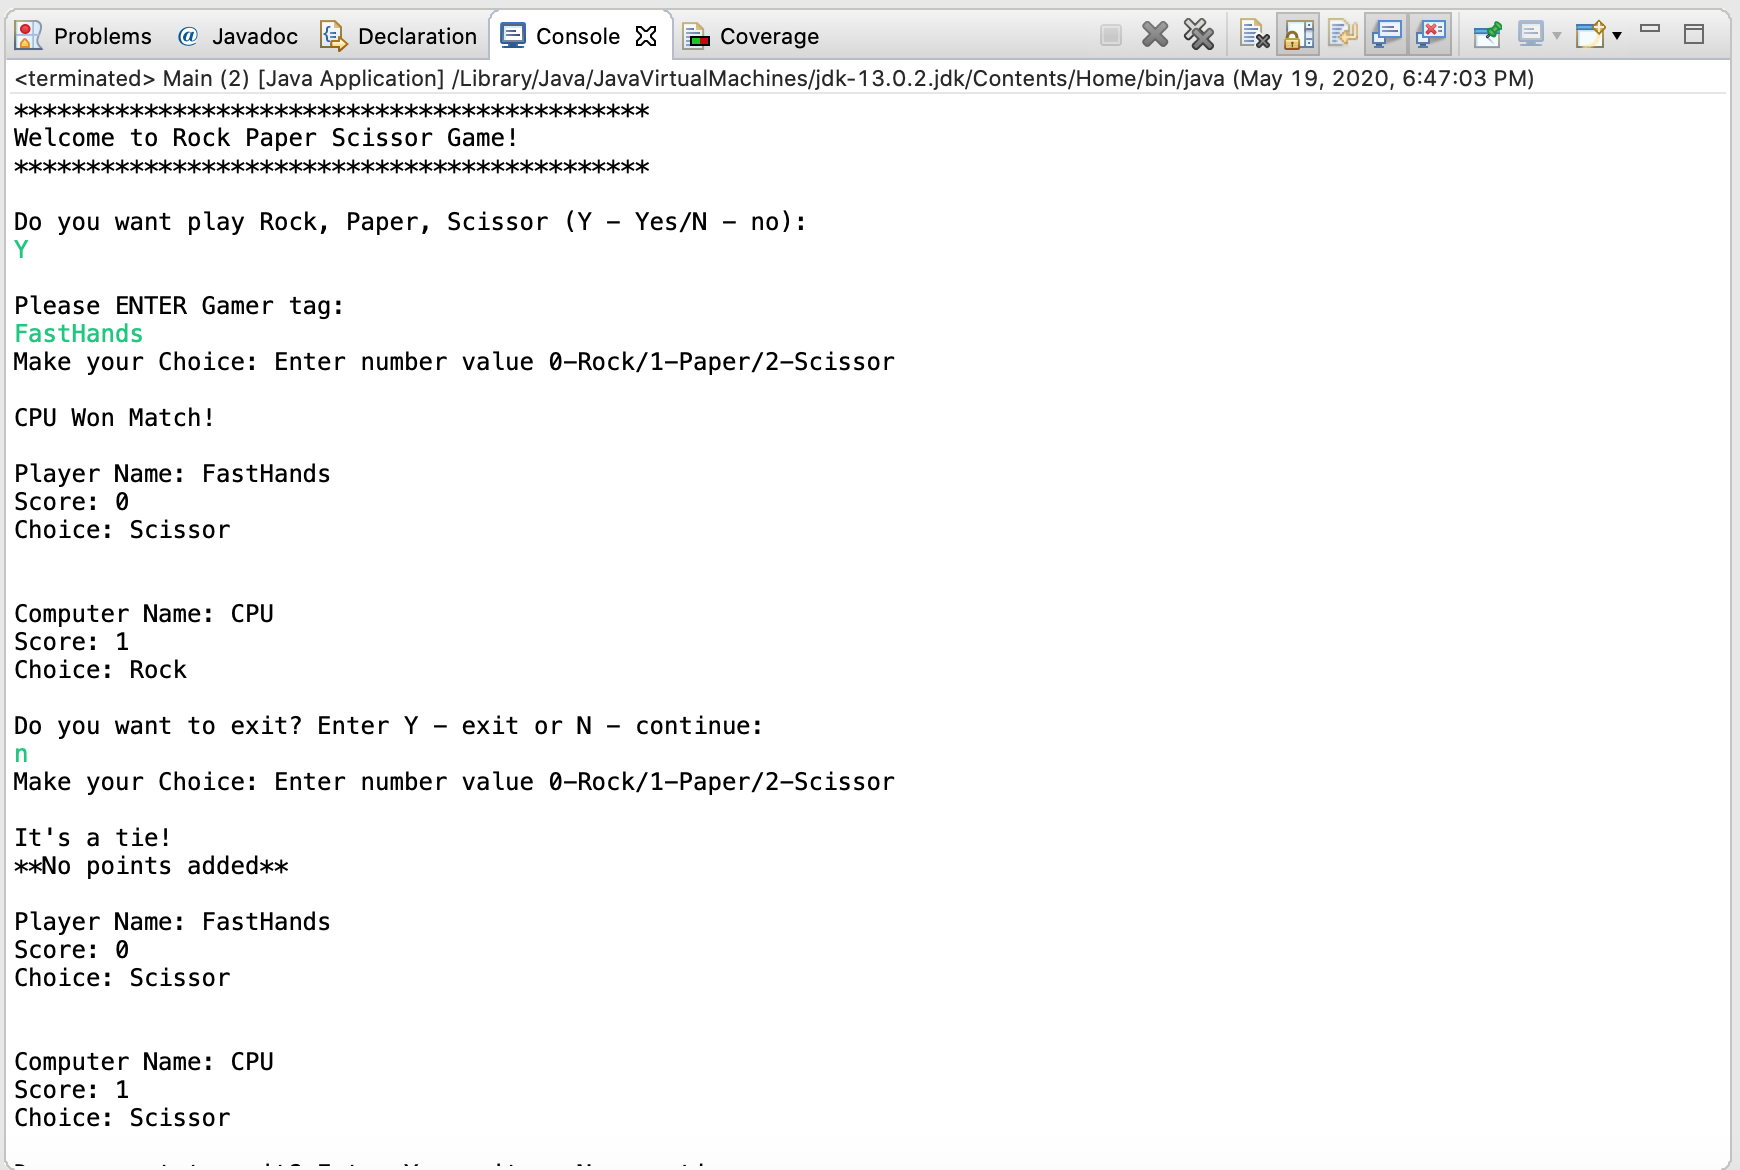 Problems @ Javadoc Declaration Console Coverage
<terminated> Main (2) [Java Application] /Library/Java/JavaVirtualMachines/jdk-13.0.2.jdk/Contents/Home/bin/java (May 19, 2020, 6:47:03 PM)
********************************************
Welcome to Rock Paper Scissor Game!
********************************************
Do you want play Rock, Paper, Scissor (Y – Yes/N – no):
Y
Please ENTER Gamer tag:
FastHands
Make your Choice: Enter number value 0–Rock/1–Paper/2–Scissor
CPU Won Match!
Player Name: FastHands
Score: 0
Choice: Scissor
Computer Name: CPU
Score: 1
Choice: Rock
Do you want to exit? Enter Y – exit or N – continue:
n
Make your Choice: Enter number value 0–Rock/1–Paper/2–Scissor
It's a tie!
**No points added**
Player Name: FastHands
Score: 0
Choice: Scissor
Computer Name: CPU
Score: 1
Choice: Scissor